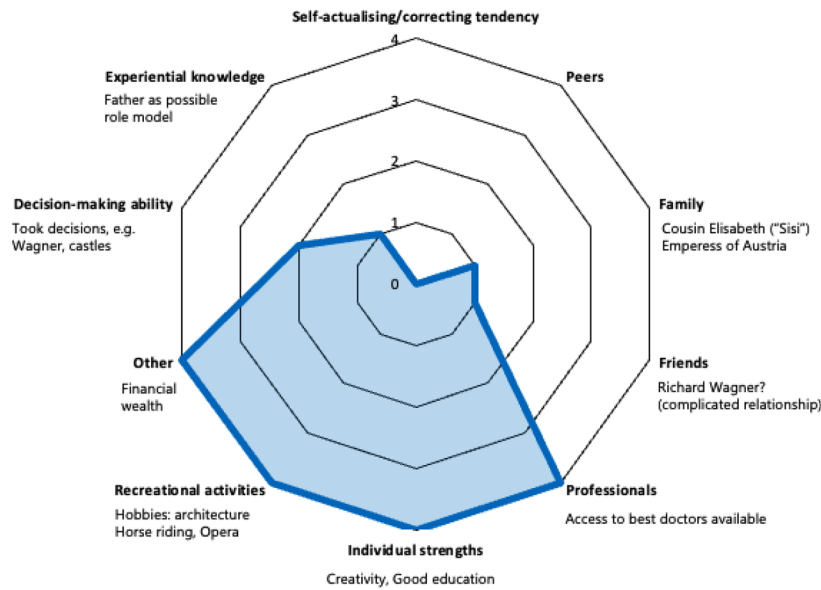 Self-actualising/correcting tendency
4
Experiential knowledge
Father as possible
role model
Peers
3
2
Decision-making ability
Took decisions, e.g.
Wagner, castles
Family
Cousin Elisabeth ("Sisi")
Emperess of Austria
1
0
Other
Financial
wealth
Friends
Richard Wagner?
(complicated relationship)
Recreational activities
Hobbies: architecture
Horse riding, Opera
Professionals
Access to best doctors available
Individual strengths
Creativity, Good education